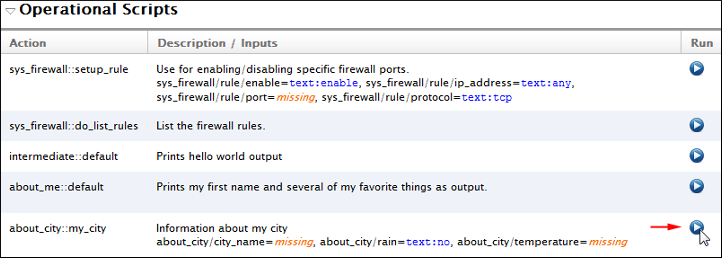 Operational Scripts
Action Description / Inputs Run
sys_firewall::setup_rule Use for enabling/disabling specific firewall ports.
sys_firewall/rule/enable=text:enable, sys_firewall/rule/ip_address=text:any,
sys_firewall/rule/port=missing, sys_firewall/rule/protocol=text:tcp
sys_firewall::do_list_rules List the firewall rules.
intermediate::default Prints hello world output
about_me::default Prints my first name and several of my favorite things as output.
about_city::my_city Information about my city
about_city/city_name=missing, about_city/rain=text:no, about_city/temperature=missing